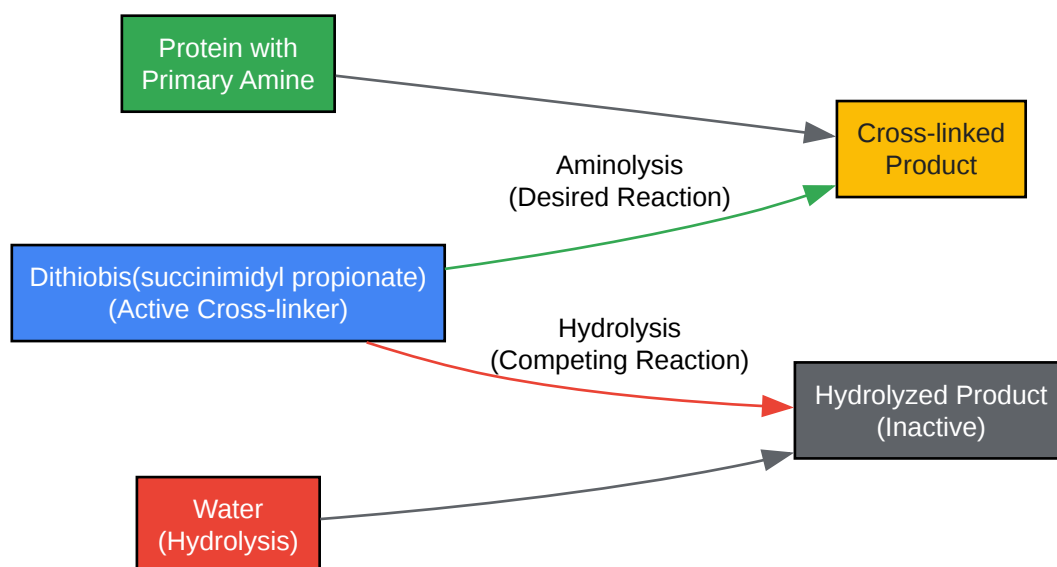 Protein with
Primary Amine
Cross-linked
Product
Aminolysis
(Desired Reaction)
Dithiobis(succinimidyl propionate)
(Active Cross-linker)
Hydrolysis
(Competing Reaction)
Hydrolyzed Product
(Inactive)
Water
(Hydrolysis)